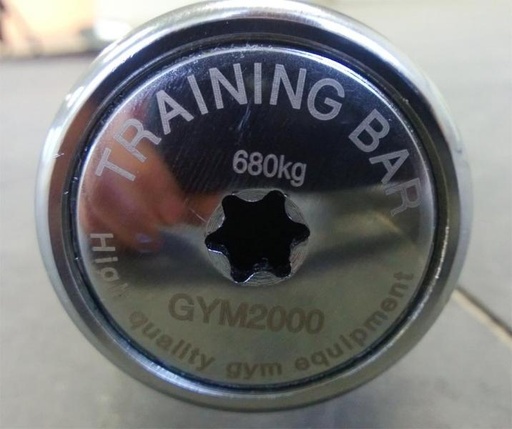 TRAINING BAR
680kg
GYM2000
High quality gym equipment